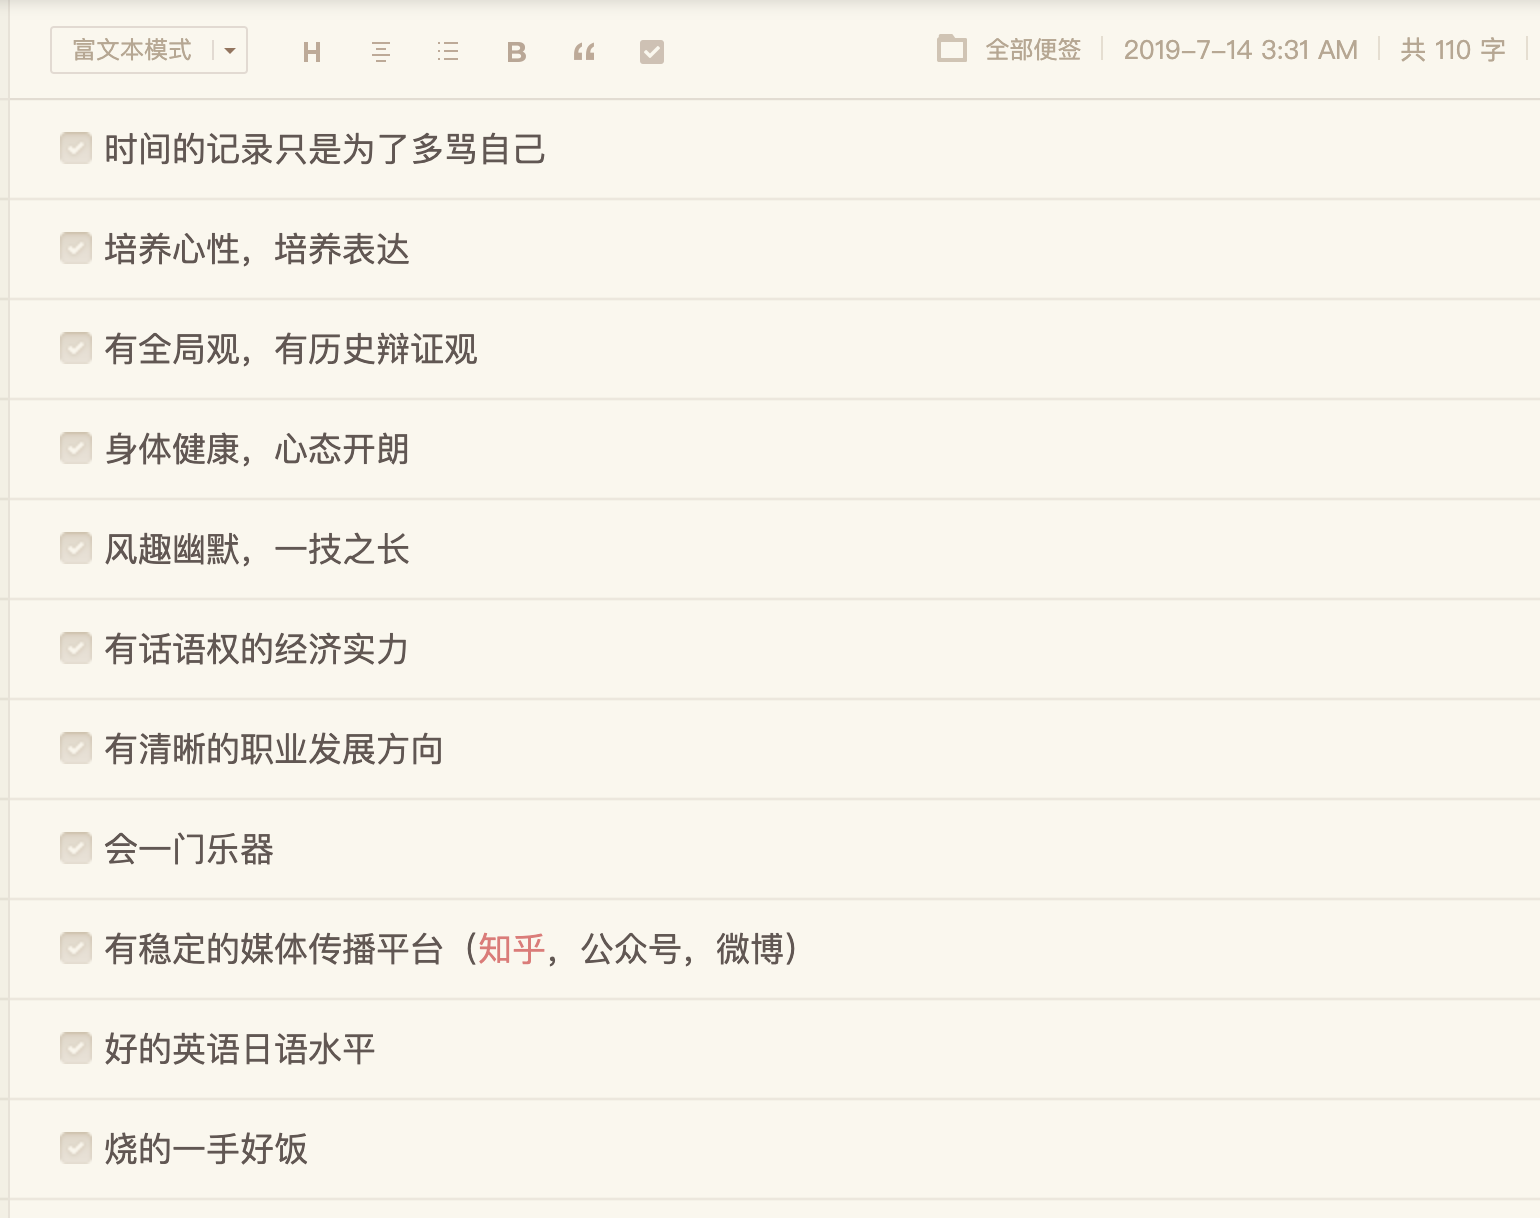 富文本模式 H B 全部便签 2019-7-14 3:31 AM 共 110 字
时间的记录只是为了多骂自己
培养心性，培养表达
有全局观，有历史辩证观
身体健康，心态开朗
风趣幽默，一技之长
有话语权的经济实力
有清晰的职业发展方向
会一门乐器
有稳定的媒体传播平台（知乎，公众号，微博）
好的英语日语水平
烧的一手好饭